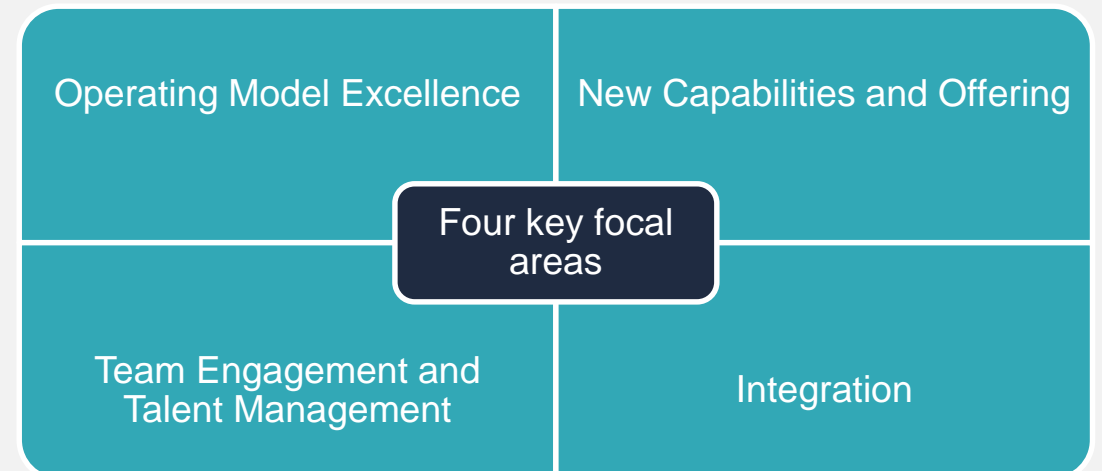 Operating Model Excellence
New Capabilities and Offering
Four key focal
areas
Team Engagement and
Talent Management
Integration